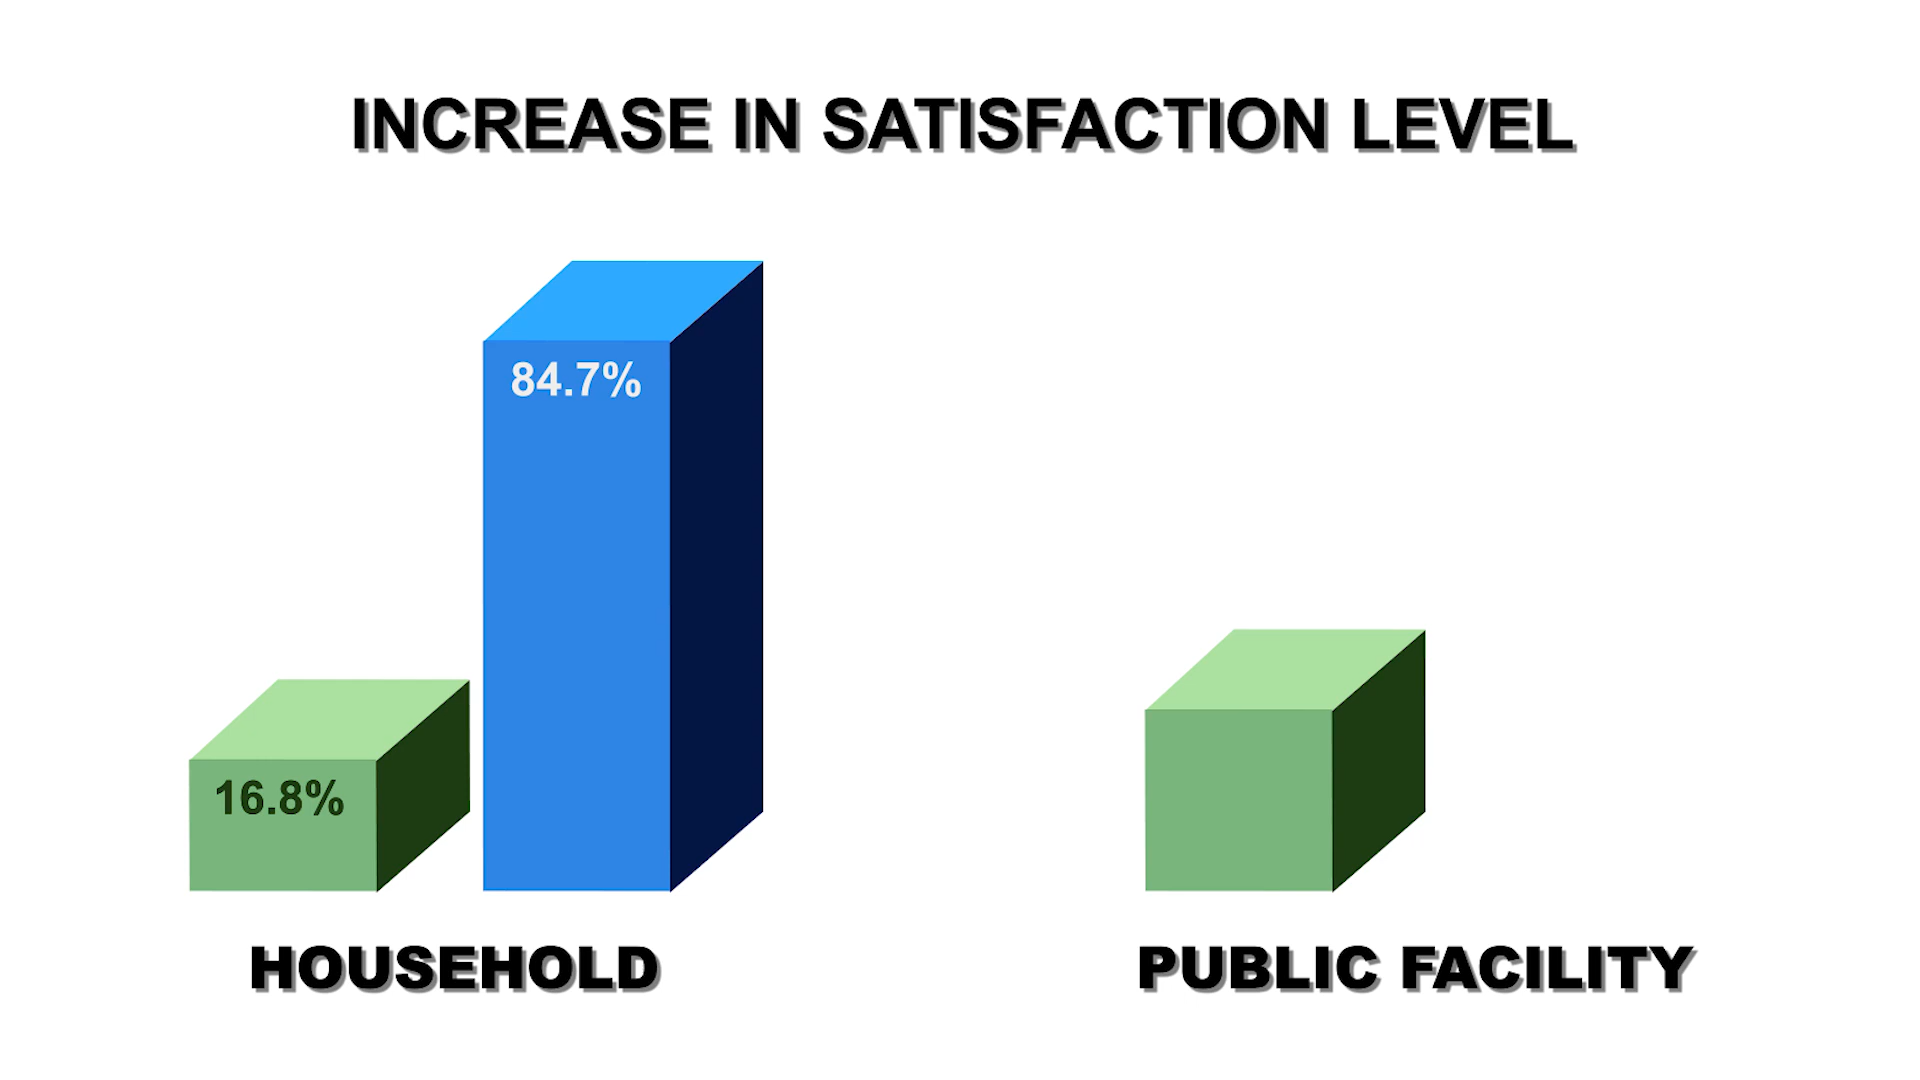 INCREASE IN SATISFACTION LEVEL
84.7%
16.8%
HOUSEHOLD
PUBLIC FACILITY